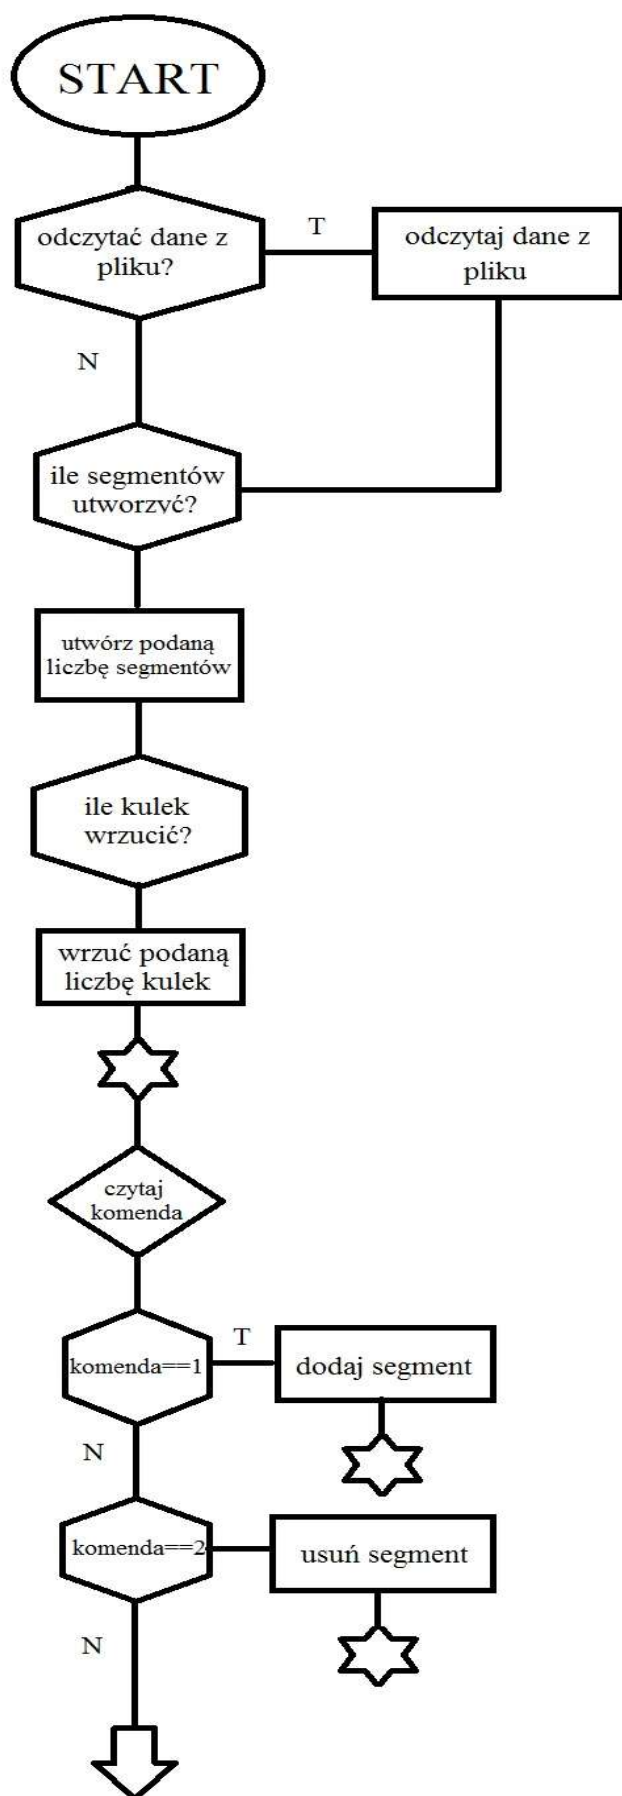 START
odczytać dane z
pliku?
T
odczytaj dane z
pliku
N
ile segmentów
utworzyć?
utwórz podaną
liczbę segmentów
ile kulek
wrzucić?
wrzuć podaną
liczbę kulek
czytaj
komenda
komenda==1
T
dodaj segment
N
komenda==2
usuń segment
N